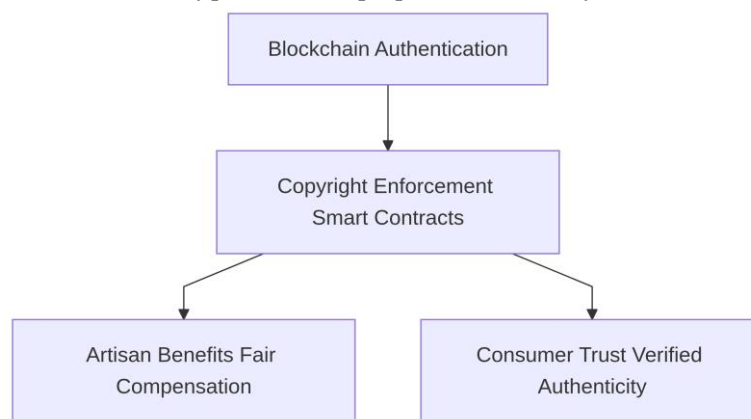 Blockchain Authentication
Copyright Enforcement
Smart Contracts
Artisan Benefits Fair
Compensation
Consumer Trust Verified
Authenticity